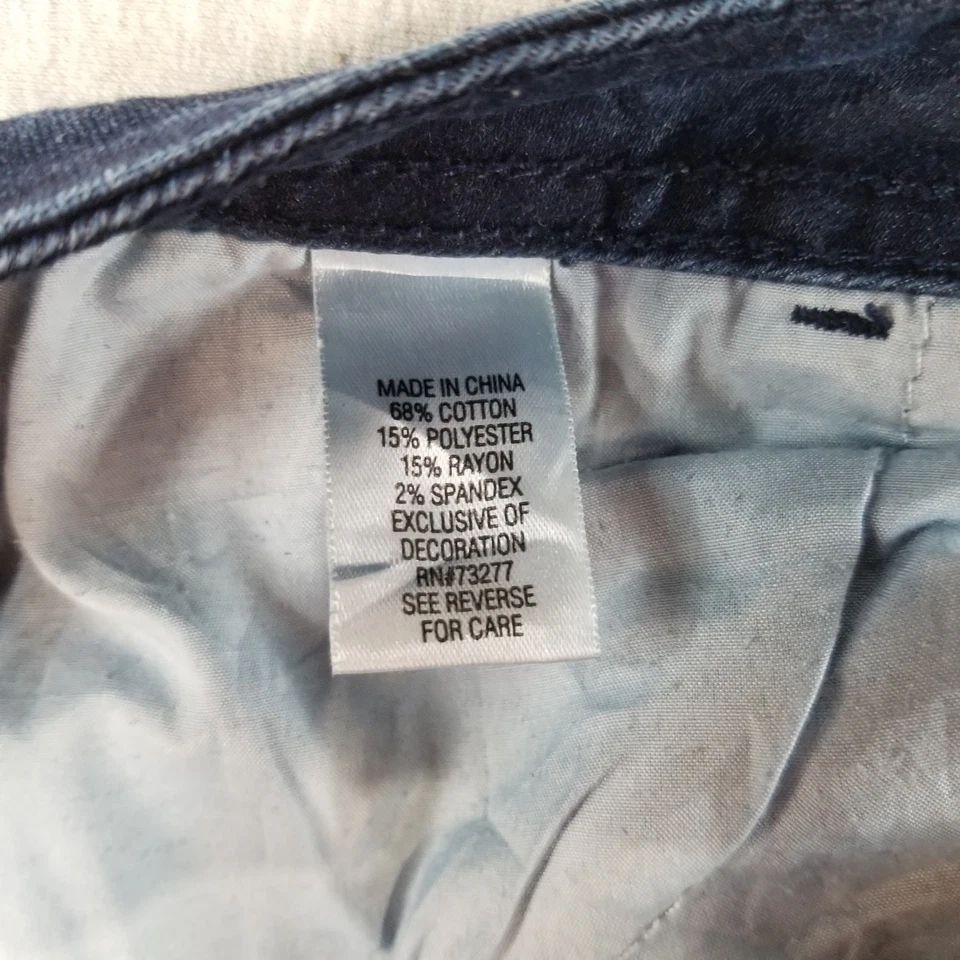 MADE IN CHINA
68% COTTON
15% POLYESTER
15% RAYON
2% SPANDEX
EXCLUSIVE OF
DECORATION
RN#73277
SEE REVERSE
FOR CARE